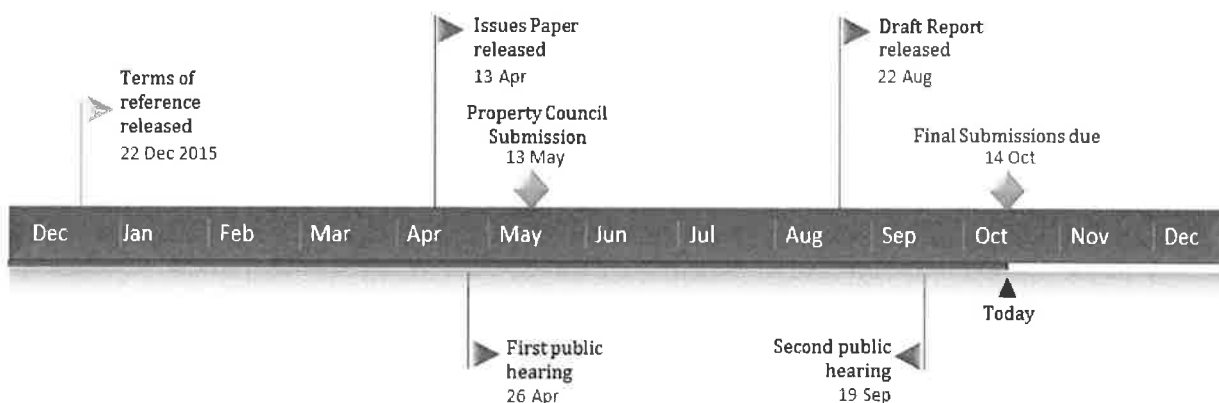 Issues Paper
released
13 Apr
Draft Report
released
22 Aug
Terms of
reference
released
22 Dec 2015
Property Council
Submission
13 May
Final Submissions due
14 Oct
Dec Jan Feb Mar Apr May Jun Jul Aug Sep Oct Nov Dec
Today
First public
hearing
26 Apr
Second public
hearing
19 Sep